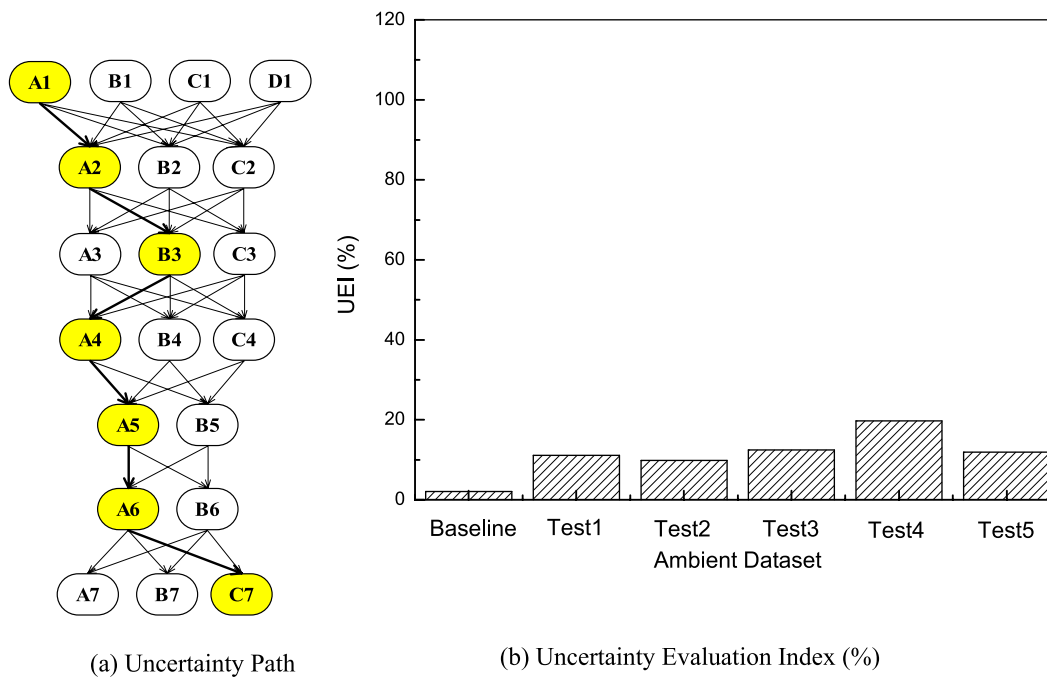 A1 B1 C1 D1
A2 B2 C2
A3 B3 C3
A4 B4 C4
A5 B5
A6 B6
A7 B7 C7
(a) Uncertainty Path
120
100
80
60
40
20
0
UEI (%)
Baseline Test1 Test2 Test3 Test4 Test5
Ambient Dataset
(b) Uncertainty Evaluation Index (%)